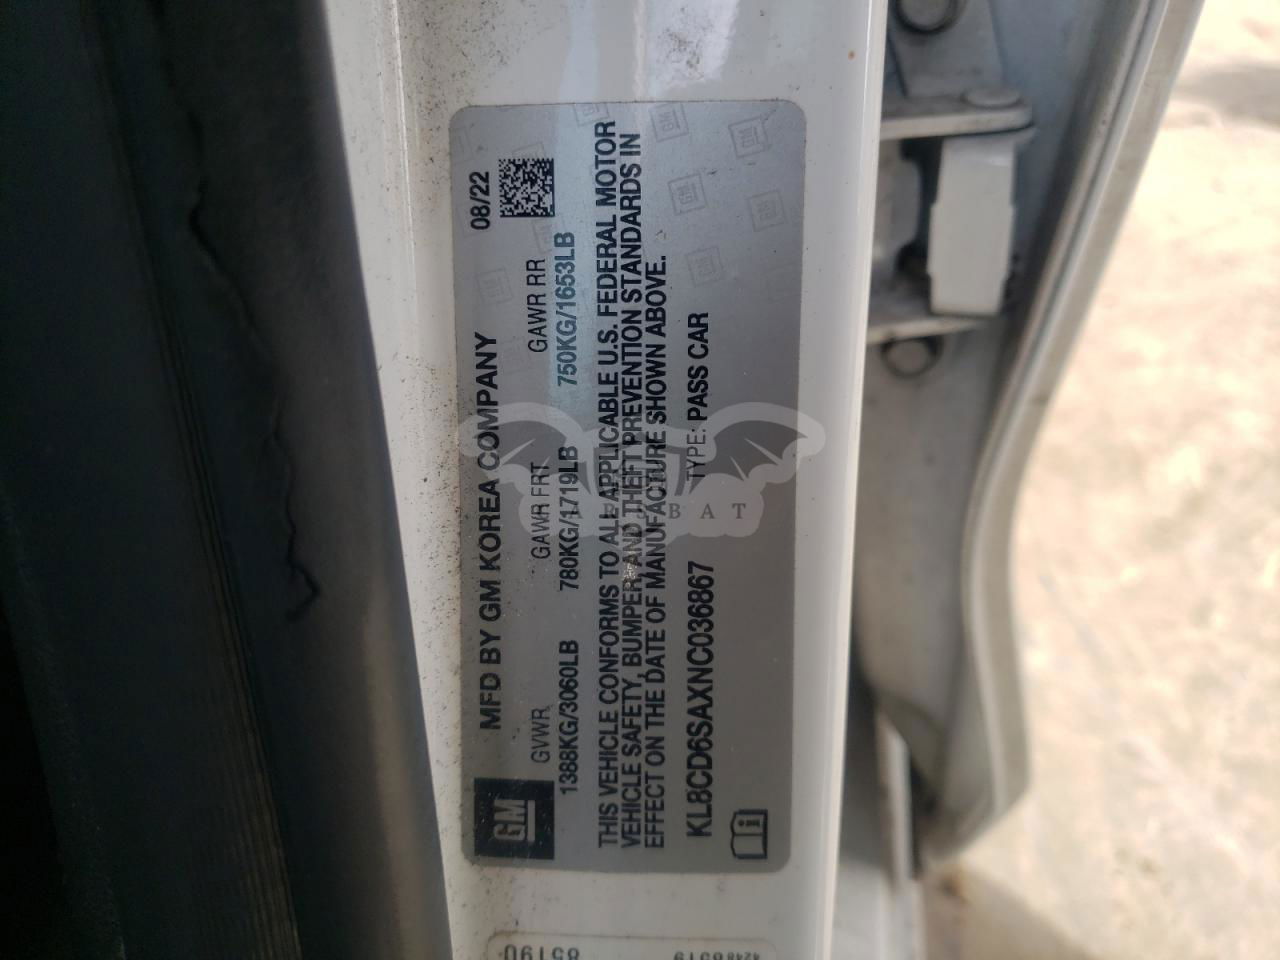 MFD BY GM KOREA COMPANY 08/22
GM
GVWR GAWR FRT GAWR RR
1388KG/3060LB 780KG/1719LB 750KG/1653LB
THIS VEHICLE CONFORMS TO ALL APPLICABLE U.S. FEDERAL MOTOR
VEHICLE SAFETY, BUMPER AND THEFT PREVENTION STANDARDS IN
EFFECT ON THE DATE OF MANUFACTURE SHOWN ABOVE.
KL8CD6SAXNC036867 TYPE: PASS CAR